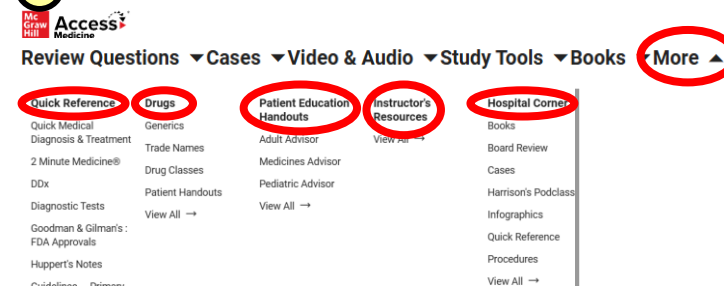 Mc
Graw
Hill
Access
Medicine
Review Questions ▼ Cases ▼ Video & Audio ▼ Study Tools ▼ Books ▼ More ▲
Quick Reference
Quick Medical
Diagnosis & Treatment
2 Minute Medicine®
DDx
Diagnostic Tests
Goodman & Gilman's :
FDA Approvals
Huppert's Notes
Guidelines - Primary
Drugs
Generics
Trade Names
Drug Classes
Patient Handouts
View All →
Patient Education
Handouts
Adult Advisor
Medicines Advisor
Pediatric Advisor
View All →
Instructor's
Resources
View All →
Hospital Corner
Books
Board Review
Cases
Harrison's Podclass
Infographics
Quick Reference
Procedures
View All →